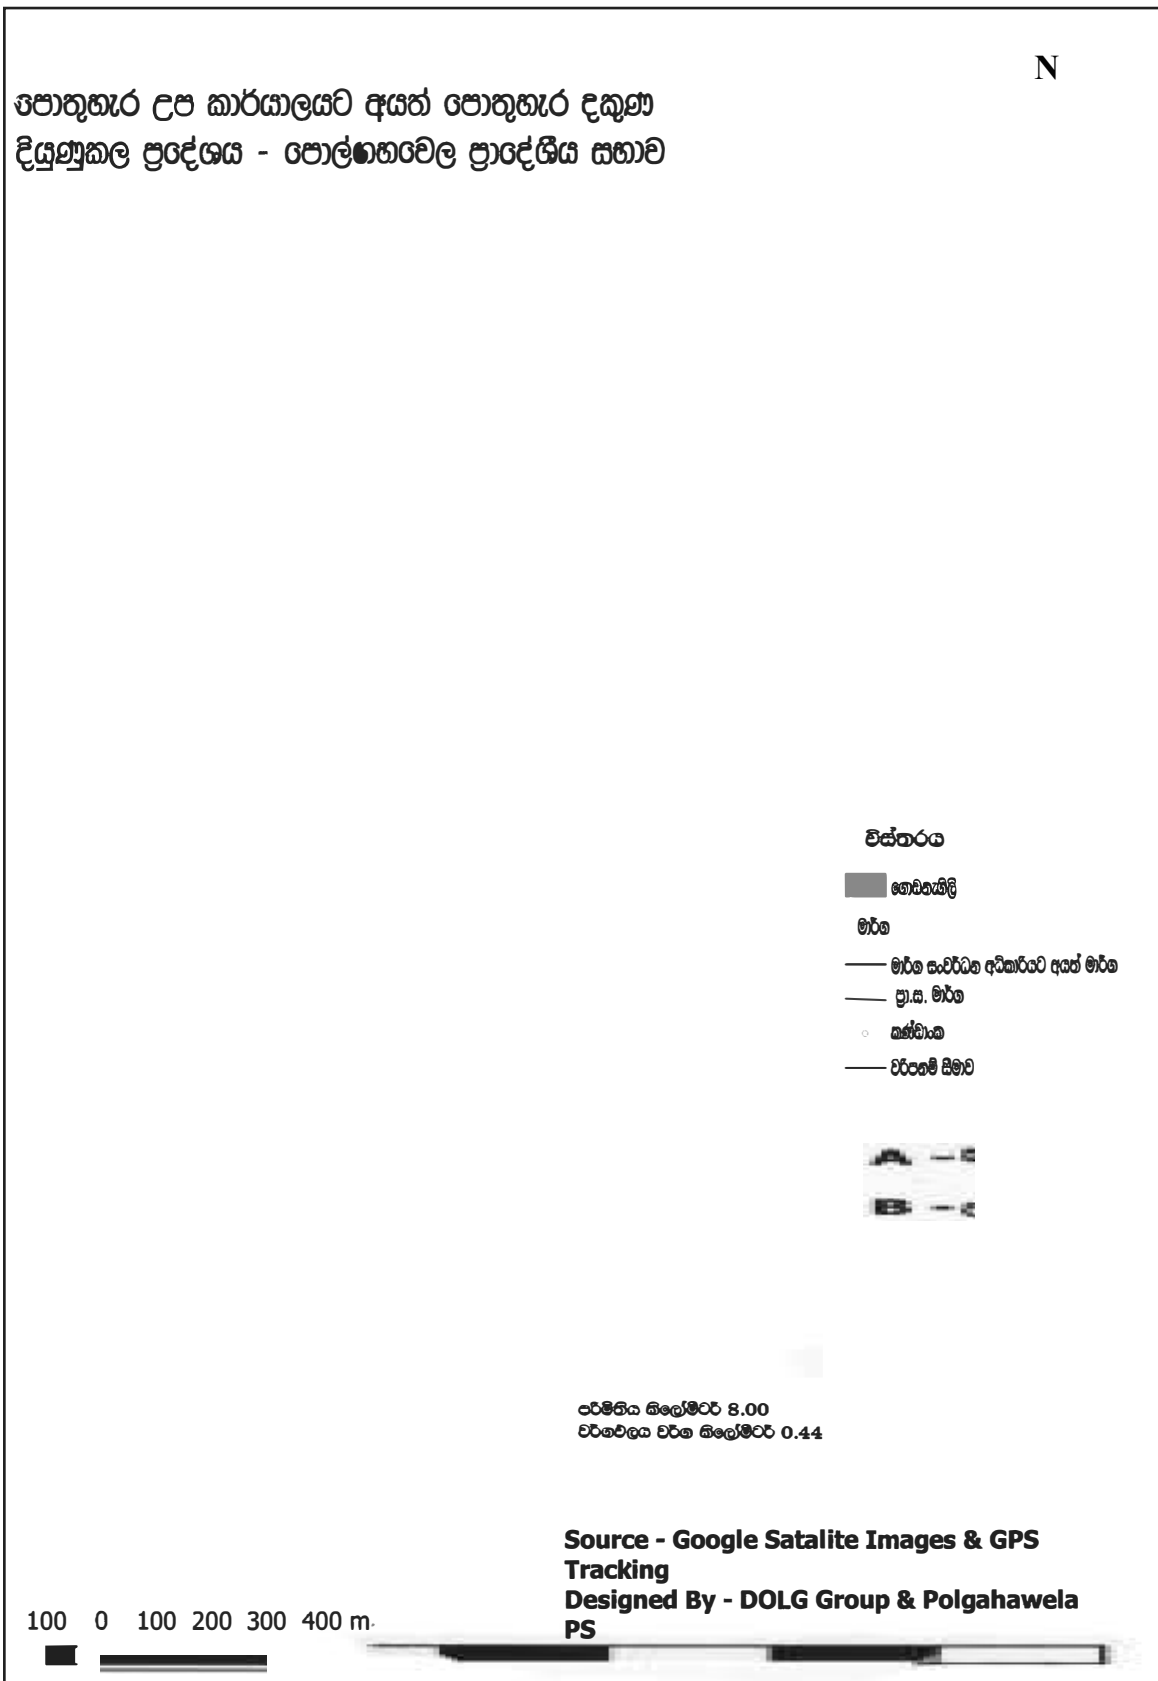 N
පොතුහැර උප කාර්යාලයට අයත් පොතුහැර දකුණ
දියුණුකල ප්‍රදේශය - පොල්ගහවෙල ප්‍රාදේශීය සභාව
විස්තරය
ගොඩනැගිලි
මාර්ග
මාර්ග සංවර්ධන අධිකාරියට අයත් මාර්ග
ප්‍රා.ස. මාර්ග
කණ්ඩාංක
වරිපනම් සීමාව
පරිමිතිය කිලෝමීටර් 8.00
වර්ගඵලය වර්ග කිලෝමීටර් 0.44
Source - Google Satalite Images & GPS
Tracking
Designed By - DOLG Group & Polgahawela
PS
100 0 100 200 300 400 m